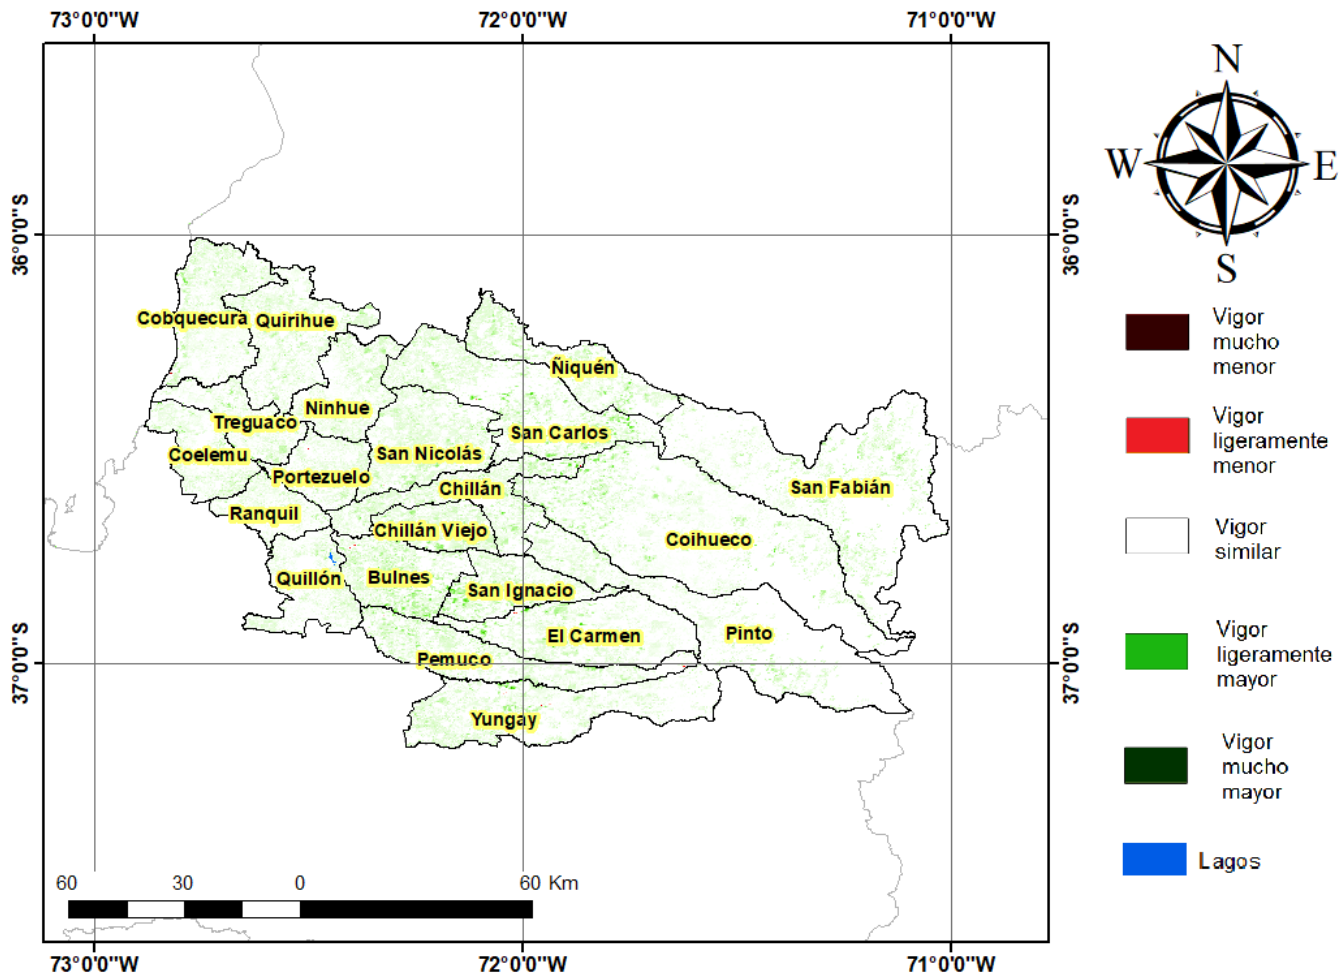 73°0'0"W
72°0'0"W
71°0'0"W
N
W
E
S
36°0'0"S
36°0'0"S
Cobquecura
Quirihue
Ñiquén
Ninhue
Treguaco
San Carlos
Coelemu
San Nicolás
Portezuelo
Chillán
San Fabián
Ranquil
Chillán Viejo
Coihueco
Quillón
Bulnes
San Ignacio
El Carmen
Pinto
Pemuco
Yungay
37°0'0"S
37°0'0"S
Vigor
mucho
menor
Vigor
ligeramente
menor
Vigor
similar
Vigor
ligeramente
mayor
Vigor
mucho
mayor
Lagos
60
30
0
60 Km
73°0'0"W
72°0'0"W
71°0'0"W